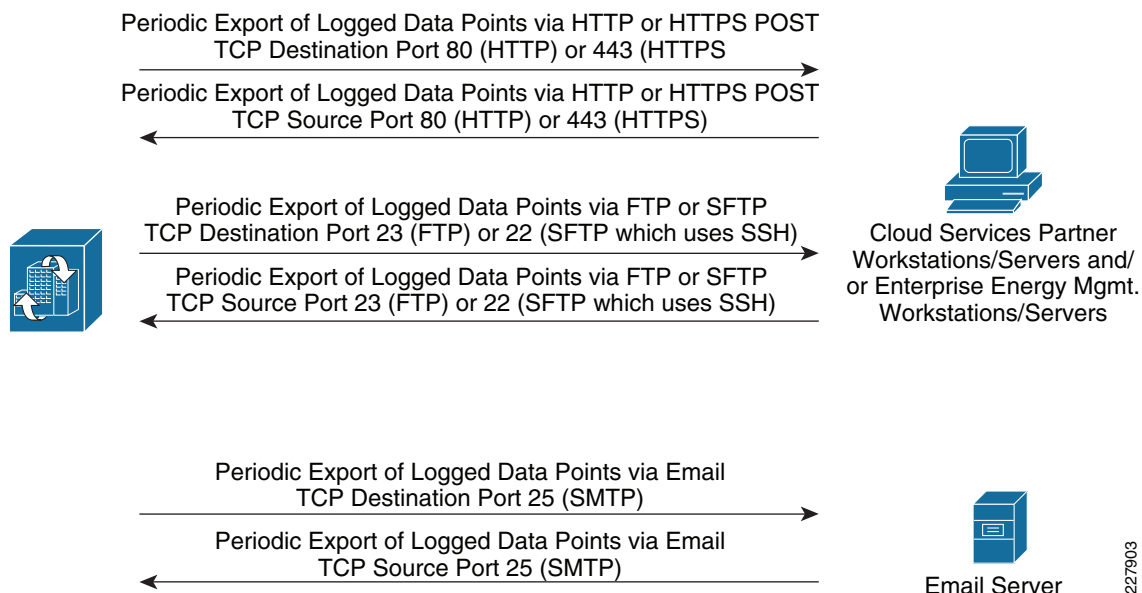 Periodic Export of Logged Data Points via HTTP or HTTPS POST
TCP Destination Port 80 (HTTP) or 443 (HTTPS
Periodic Export of Logged Data Points via HTTP or HTTPS POST
TCP Source Port 80 (HTTP) or 443 (HTTPS)
Periodic Export of Logged Data Points via FTP or SFTP
TCP Destination Port 23 (FTP) or 22 (SFTP which uses SSH)
Periodic Export of Logged Data Points via FTP or SFTP
TCP Source Port 23 (FTP) or 22 (SFTP which uses SSH)
Cloud Services Partner
Workstations/Servers and/
or Enterprise Energy Mgmt.
Workstations/Servers
Periodic Export of Logged Data Points via Email
TCP Destination Port 25 (SMTP)
Periodic Export of Logged Data Points via Email
TCP Source Port 25 (SMTP)
Email Server
227903